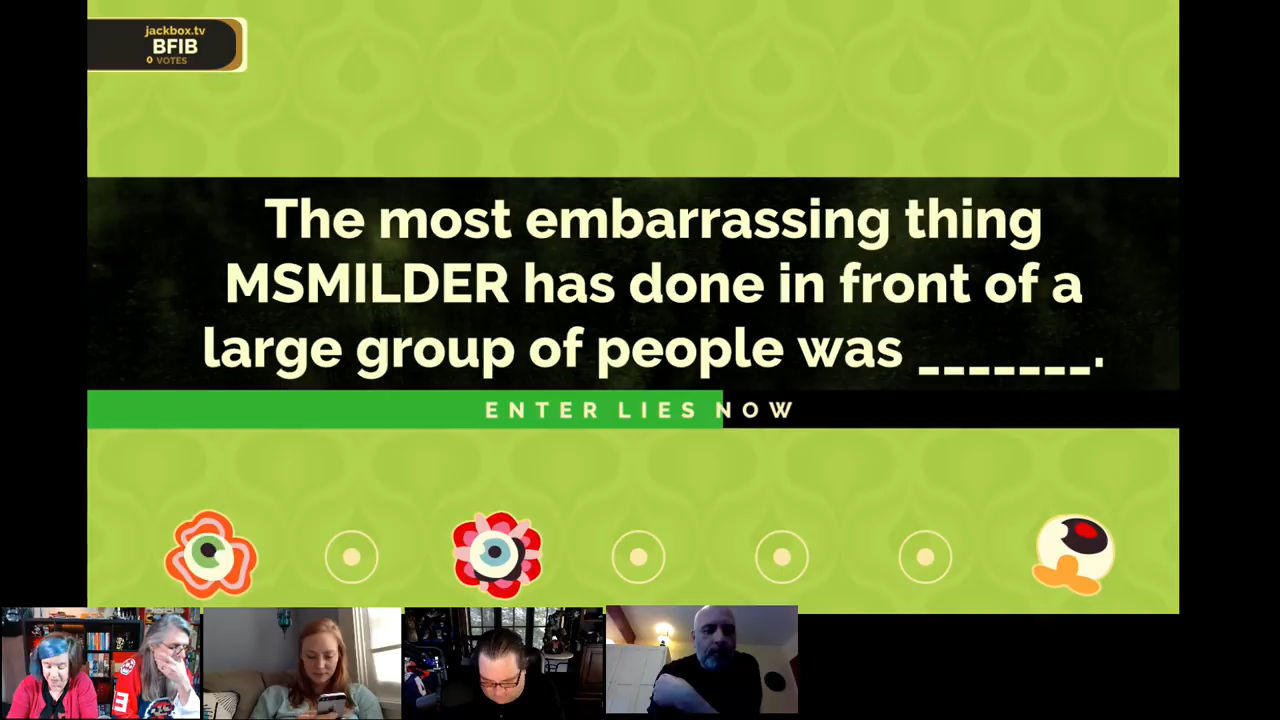 jackbox.tv
BFIB
0 VOTES
The most embarrassing thing
MSMILDER has done in front of a
large group of people was _______.
ENTER LIES NOW